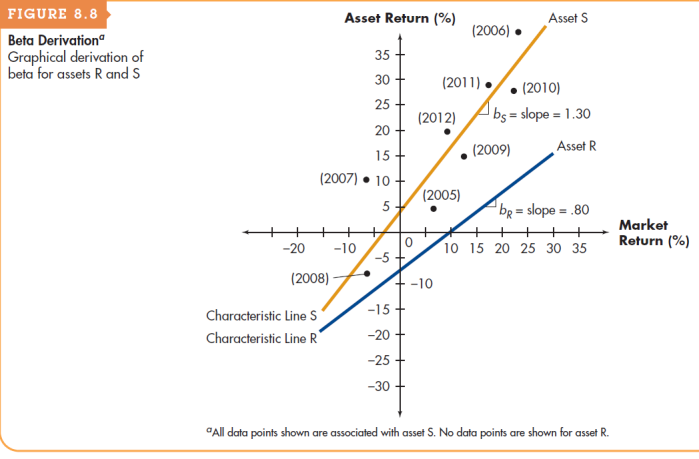 FIGURE 8.8
Beta Derivationᵃ
Graphical derivation of
beta for assets R and S
Asset Return (%)
Asset S
(2006)
35
30
(2011)
(2010)
25
bS = slope = 1.30
(2012)
20
15
(2009)
Asset R
(2007)
10
(2005)
5
bR = slope = .80
Market
Return (%)
–20
–10
0
10
15
20
25
30
35
–5
(2008)
–10
–15
Characteristic Line S
–20
Characteristic Line R
–25
–30
ᵃAll data points shown are associated with asset S. No data points are shown for asset R.